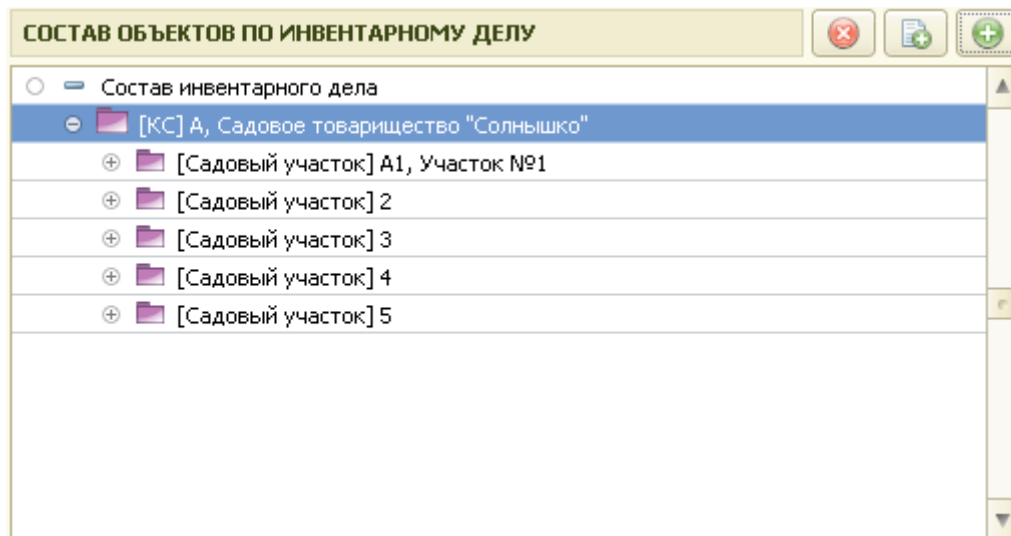 СОСТАВ ОБЪЕКТОВ ПО ИНВЕНТАРНОМУ ДЕЛУ
Состав инвентарного дела
[КС] А, Садовое товарищество "Солнышко"
[Садовый участок] А1, Участок №1
[Садовый участок] 2
[Садовый участок] 3
[Садовый участок] 4
[Садовый участок] 5